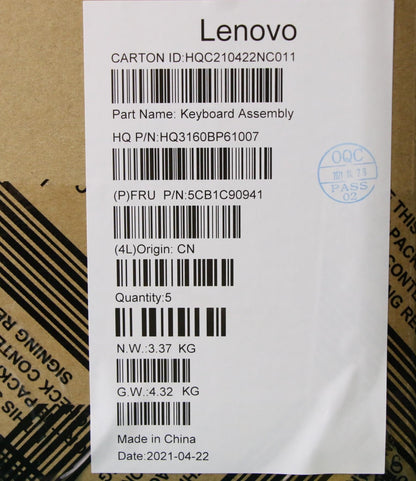 Lenovo
CARTON ID:HQC210422NC011
Part Name: Keyboard Assembly
HQ P/N:HQ3160BP61007
OQC
PASS
02
(P)FRU P/N:5CB1C90941
(4L)Origin: CN
Quantity:5
N.W.:3.37 KG
G.W.:4.32 KG
Made in China
Date:2021-04-22